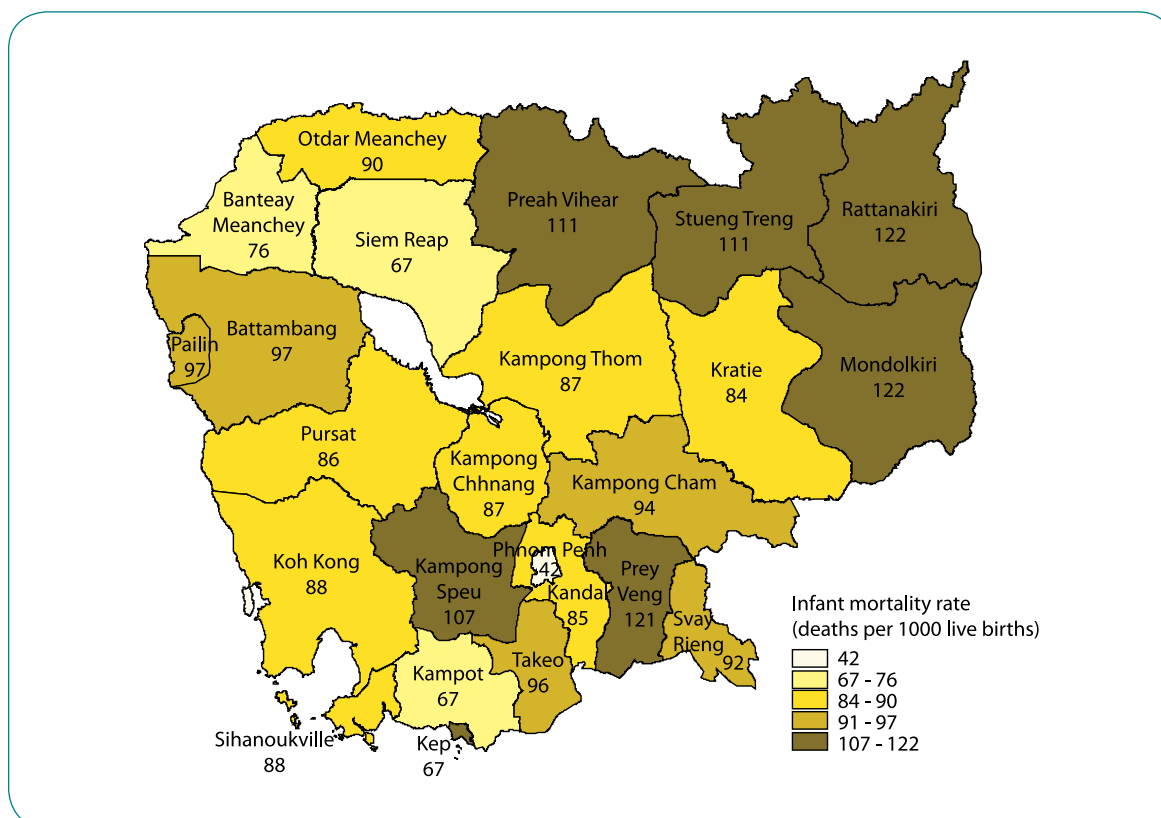 Otdar Meanchey
90
Banteay
Meanchey
76
Siem Reap
67
Preah Vihear
111
Stueng Treng
111
Rattanakiri
122
Battambang
97
Pailin
97
Kampong Thom
87
Kratie
84
Mondolkiri
122
Pursat
86
Kampong
Chhnang
87
Kampong Cham
94
Koh Kong
88
Kampong
Speu
107
Phnom Penh
42
Kandal
85
Prey
Veng
121
Svay
Rieng
92
Takeo
96
Kampot
67
Sihanoukville
88
Kep
67
Infant mortality rate
(deaths per 1000 live births)
42
67 - 76
84 - 90
91 - 97
107 - 122